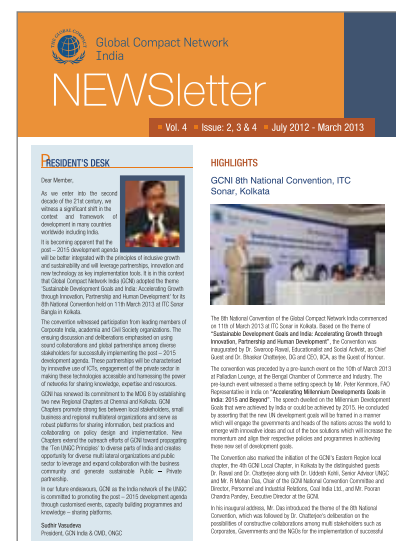 THE GLOBAL COMPACT
Global Compact Network
India
NEWSletter
Vol. 4 Issue: 2, 3 & 4 July 2012 - March 2013
PRESIDENT'S DESK
Dear Member,
As we enter into the second
decade of the 21st century, we
witness a significant shift in the
context and framework of
development in many countries
worldwide including India.
It is becoming apparent that the
post – 2015 development agenda
will be better integrated with the principles of inclusive growth
and sustainability and will leverage partnerships, innovation and
new technology as key implementation tools. It is in this context
that Global Compact Network India (GCNI) adopted the theme
'Sustainable Development Goals and India: Accelerating Growth
through Innovation, Partnership and Human Development' for its
8th National Convention held on 11th March 2013 at ITC Sonar
Bangla in Kolkata.
The convention witnessed participation from leading members of
Corporate India, academia and Civil Society organizations. The
ensuing discussion and deliberations emphasized on using
sound collaborations and global partnerships among diverse
stakeholders for successfully implementing the post – 2015
development agenda. These partnerships will be characterised
by innovative use of ICTs, engagement of the private sector in
making these technologies accessible and harnessing the power
of networks for sharing knowledge, expertise and resources.
GCNI has renewed its commitment to the MDG 8 by establishing
two new Regional Chapters at Chennai and Kolkata. GCNI
Chapters promote strong ties between local stakeholders, small
business and regional multilateral organizations and serve as
robust platforms for sharing information, best practices and
collaborating on policy design and implementation. New
Chapters extend the outreach efforts of GCNI toward propagating
the 'Ten UNGC Principles' to diverse parts of India and creates
opportunity for diverse multi lateral organizations and public
sector to leverage and expand collaboration with the business
community and generate sustainable Public – Private
partnership.
In our future endeavours, GCNI as the India network of the UNGC
is committed to promoting the post – 2015 development agenda
through customised events, capacity building programmes and
knowledge – sharing platforms.
Sudhir Vasudeva
President, GCN India & CMD, ONGC
HIGHLIGHTS
GCNI 8th National Convention, ITC
Sonar, Kolkata
The 8th National Convention of the Global Compact Network India commenced
on 11th of March 2013 at ITC Sonar in Kolkata. Based on the theme of
"Sustainable Development Goals and India: Accelerating Growth through
Innovation, Partnership and Human Development", the Convention was
inaugurated by Dr. Swaroop Rawal, Educationalist and Social Activist, as Chief
Guest and Dr. Bhaskar Chatterjee, DG and CEO, IICA, as the Guest of Honour.
The convention was preceded by a pre-launch event on the 10th of March 2013
at Palladian Lounge, at the Bengal Chamber of Commerce and Industry. The
pre-launch event witnessed a theme setting speech by Mr. Peter Kenmore, FAO
Representative in India on "Accelerating Millennium Developments Goals in
India: 2015 and Beyond". The speech dwelled on the Millennium Development
Goals that were achieved by India or could be achieved by 2015. He concluded
by asserting that the new UN development goals will be framed in a manner
which will engage the governments and heads of the nations across the world to
emerge with innovative ideas and out of the box solutions which will increase the
momentum and align their respective policies and programmes in achieving
these new set of development goals.
The Convention also marked the initiation of the GCNI's Eastern Region local
chapter, the 4th GCNI Local Chapter, in Kolkata by the distinguished guests
Dr. Rawal and Dr. Chatterjee along with Dr. Uddesh Kohli, Senior Advisor UNGC
and Mr. R Mohan Das, Chair of the GCNI National Convention Committee and
Director, Personnel and Industrial Relations, Coal India Ltd., and Mr. Pooran
Chandra Pandey, Executive Director at the GCNI.
In his inaugural address, Mr. Das introduced the theme of the 8th National
Convention, which was followed by Dr. Chatterjee's deliberation on the
possibilities of constructive collaborations among multi stakeholders such as
Corporates, Governments and the NGOs for the implementation of successful